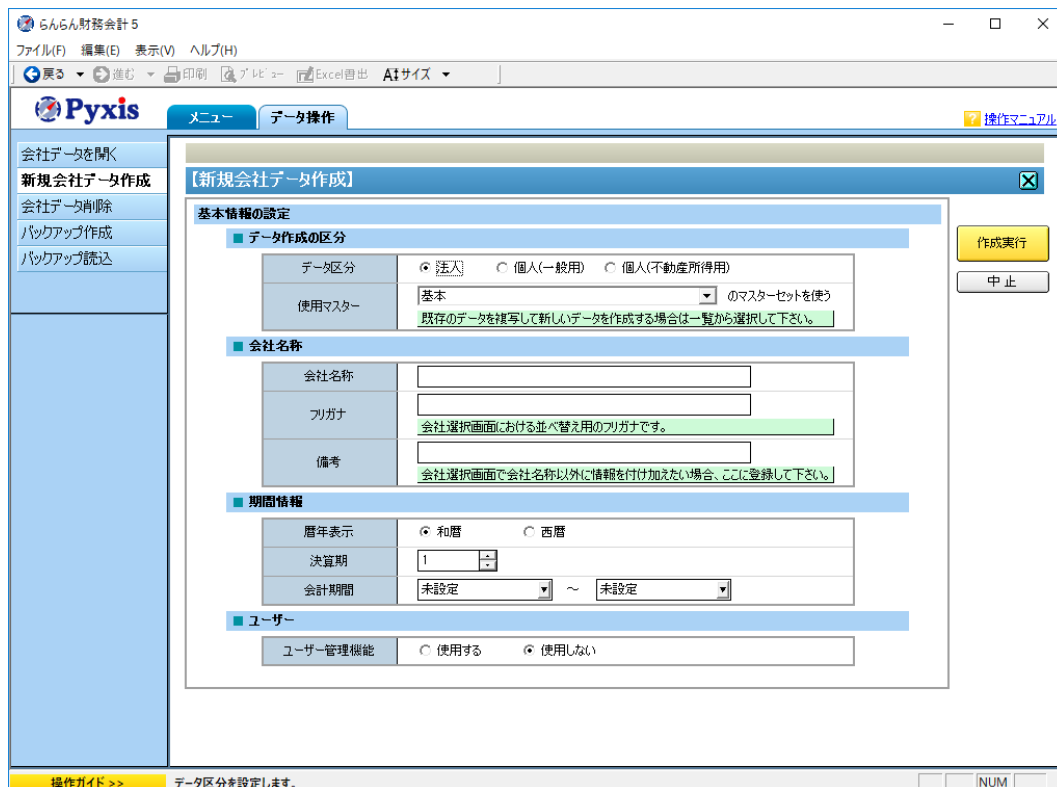 らんらん財務会計 5
ファイル(F) 編集(E) 表示(V) ヘルプ(H)
戻る 進む 印刷 プレビュー Excel書出 A サイズ
Pyxis メニュー データ操作 ? 操作マニュアル
会社データを開く
新規会社データ作成
会社データ削除
バックアップ作成
バックアップ読込
【新規会社データ作成】
基本情報の設定
データ作成の区分
データ区分 法人 個人(一般用) 個人(不動産所得用)
使用マスター 基本 のマスターセットを使う
既存のデータを複写して新しいデータを作成する場合は一覧から選択して下さい。
会社名称
会社名称
フリガナ
会社選択画面における並べ替え用のフリガナです。
備考
会社選択画面で会社名称以外に情報を付け加えたい場合、ここに登録して下さい。
期間情報
暦年表示 和暦 西暦
決算期 1
会計期間 未設定 ～ 未設定
ユーザー
ユーザー管理機能 使用する 使用しない
作成実行
中止
操作ガイド >> データ区分を設定します。 NUM